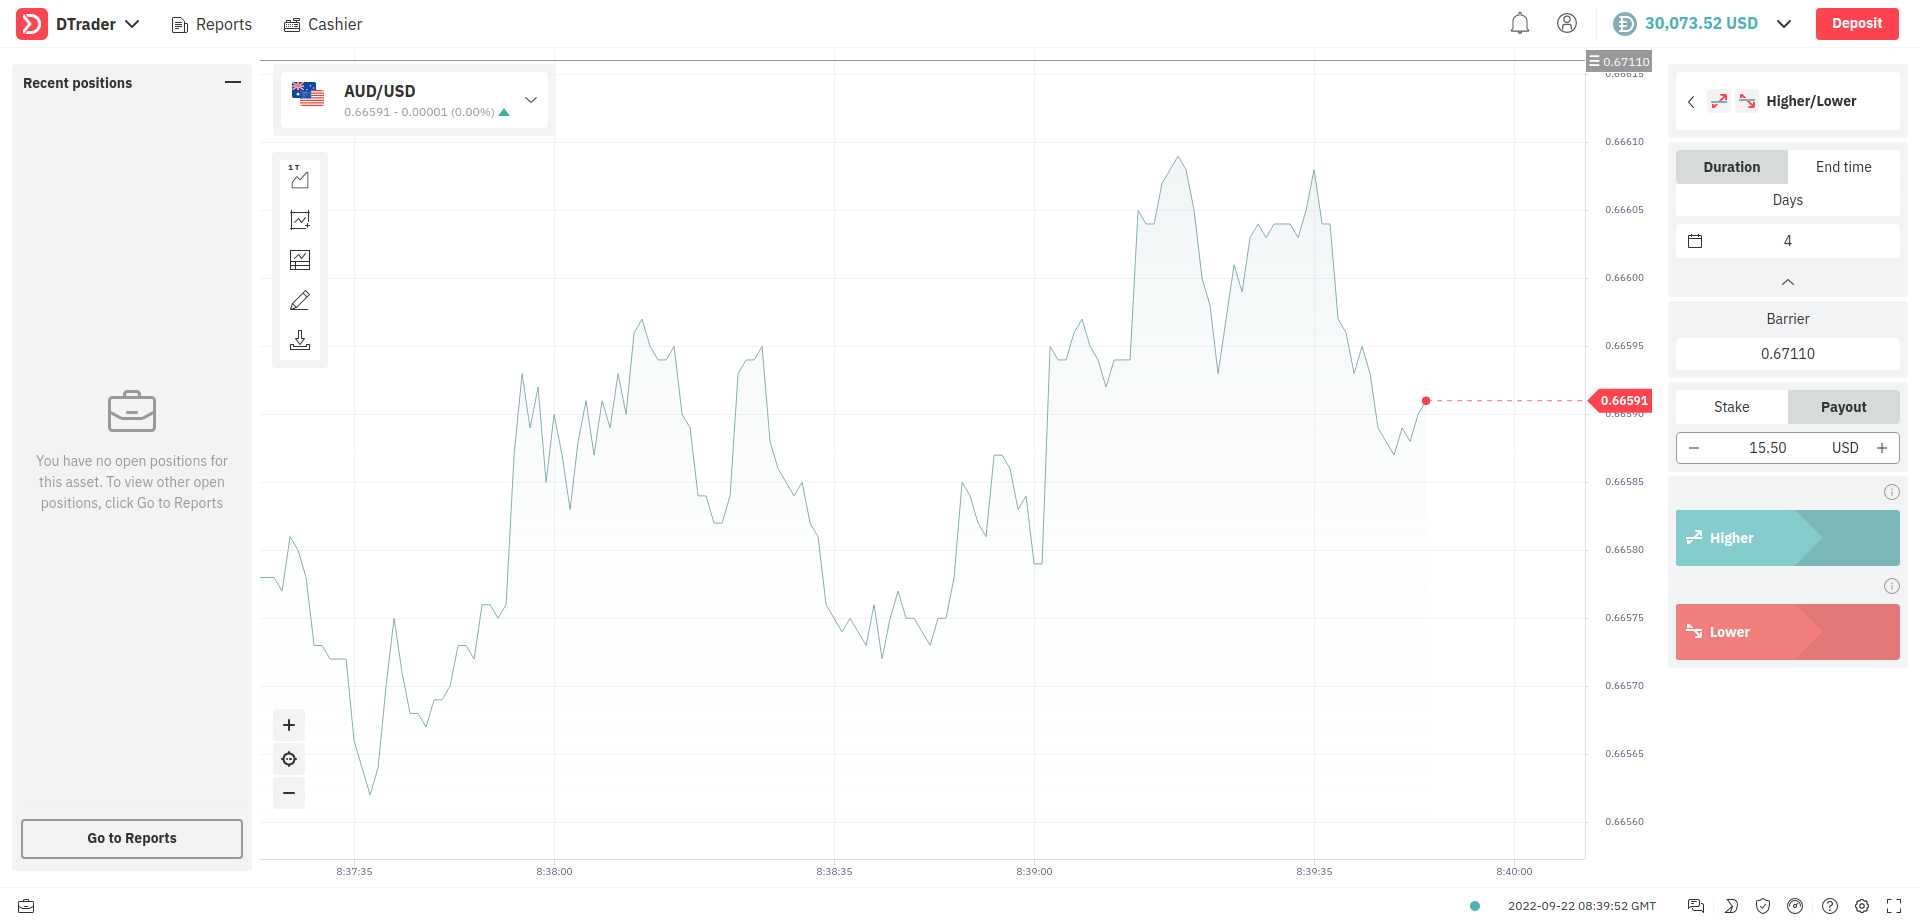 DTrader
Reports
Cashier
30,073.52 USD
Deposit
Recent positions
You have no open positions for
this asset. To view other open
positions, click Go to Reports
Go to Reports
AUD/USD
0.66591 - 0.00001 (0.00%)
1 T
0.67110
0.66615
0.66610
0.66605
0.66600
0.66595
0.66591
0.66590
0.66585
0.66580
0.66575
0.66570
0.66565
0.66560
8:37:35
8:38:00
8:38:35
8:39:00
8:39:35
8:40:00
Higher/Lower
Duration
End time
Days
4
Barrier
0.67110
Stake
Payout
15.50
USD
Higher
Lower
2022-09-22 08:39:52 GMT